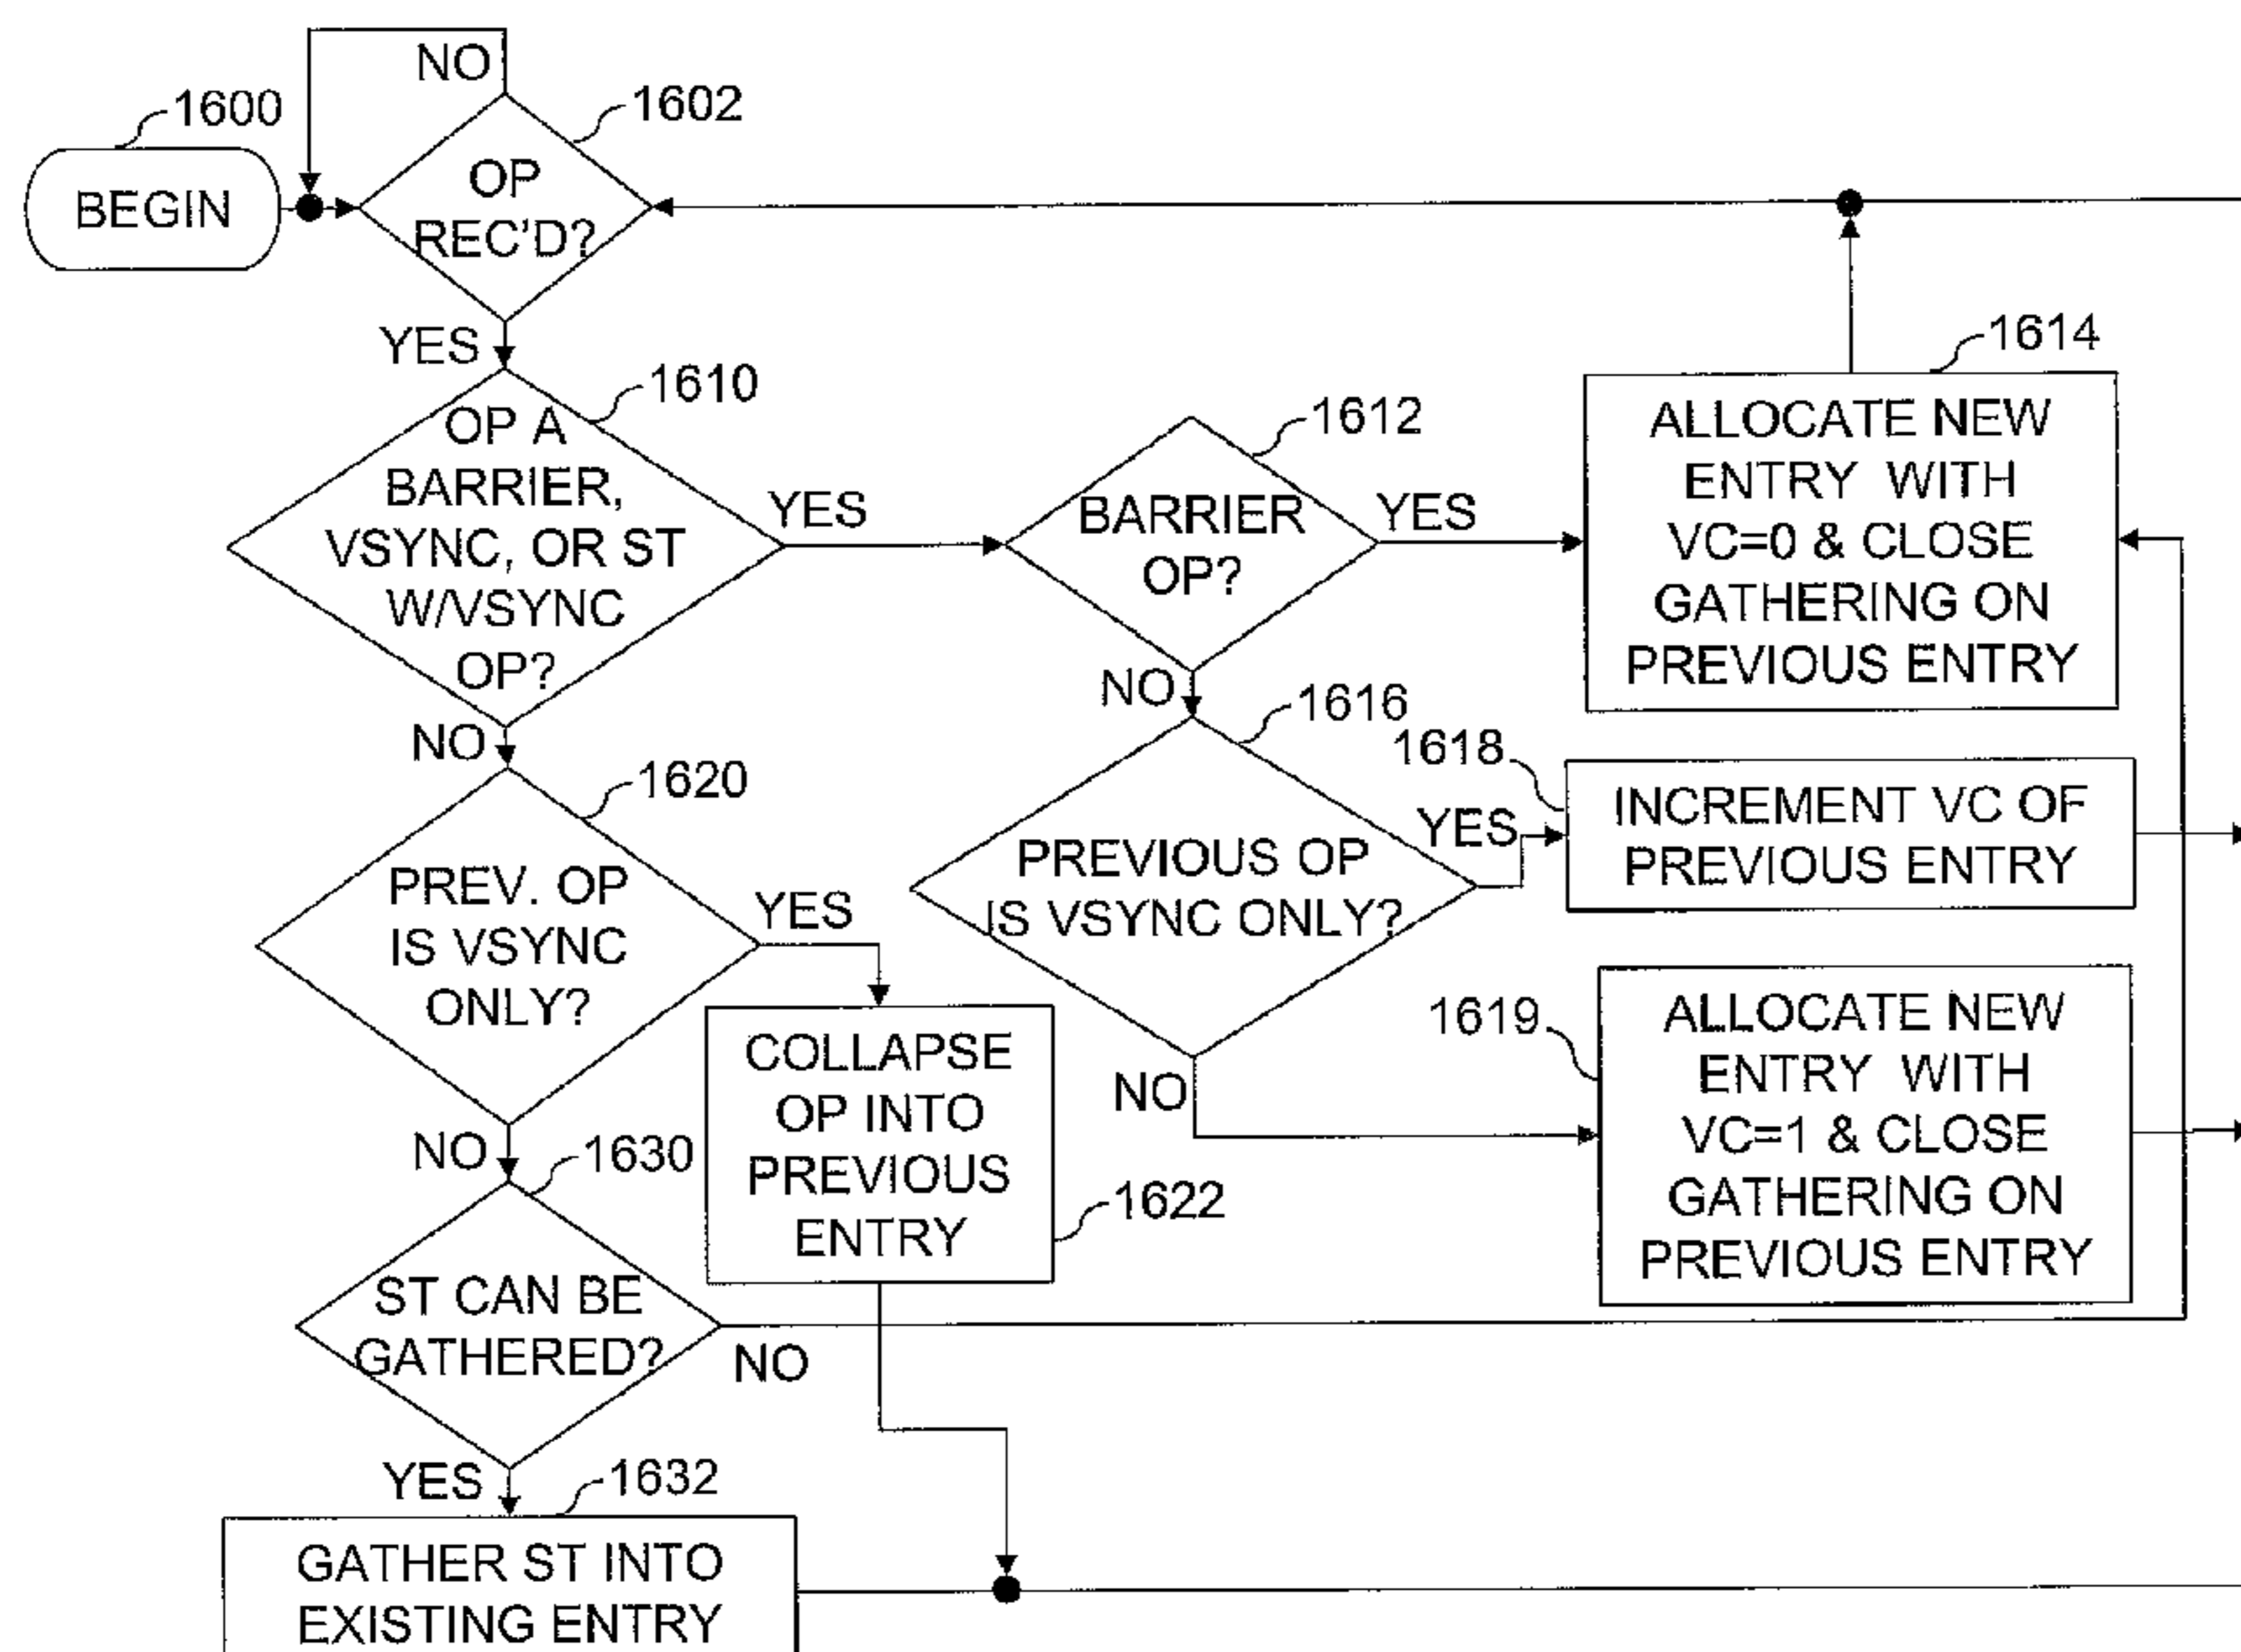 NO
1600
1602
BEGIN
OP
REC'D?
YES
1610
OP A
BARRIER,
VSYNC, OR ST
W/VSYNC
OP?
YES
1612
BARRIER
OP?
YES
1614
ALLOCATE NEW
ENTRY WITH
VC=0 & CLOSE
GATHERING ON
PREVIOUS ENTRY
NO
1616
PREVIOUS OP
IS VSYNC ONLY?
YES
1618
INCREMENT VC OF
PREVIOUS ENTRY
NO
1619
ALLOCATE NEW
ENTRY WITH
VC=1 & CLOSE
GATHERING ON
PREVIOUS ENTRY
NO
1620
PREV. OP
IS VSYNC
ONLY?
YES
COLLAPSE
OP INTO
PREVIOUS
ENTRY
1622
NO
1630
ST CAN BE
GATHERED?
NO
YES
1632
GATHER ST INTO
EXISTING ENTRY